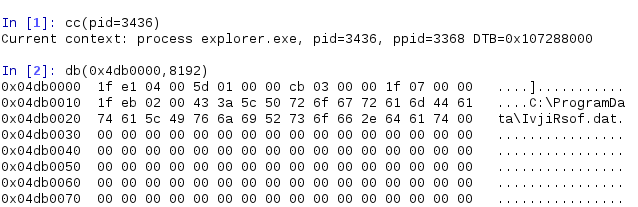 In [1]: cc(pid=3436)
Current context: process explorer.exe, pid=3436, ppid=3368 DTB=0x107288000
In [2]: db(0x4db0000,8192)
0x04db0000  1f e1 04 00 5d 01 00 00 cb 03 00 00 1f 07 00 00   ....]...........
0x04db0010  1f eb 02 00 43 3a 5c 50 72 6f 67 72 61 6d 44 61   ....C:\ProgramDa
0x04db0020  74 61 5c 49 76 6a 69 52 73 6f 66 2e 64 61 74 00   ta\IvjiRsof.dat.
0x04db0030  00 00 00 00 00 00 00 00 00 00 00 00 00 00 00 00   ................
0x04db0040  00 00 00 00 00 00 00 00 00 00 00 00 00 00 00 00   ................
0x04db0050  00 00 00 00 00 00 00 00 00 00 00 00 00 00 00 00   ................
0x04db0060  00 00 00 00 00 00 00 00 00 00 00 00 00 00 00 00   ................
0x04db0070  00 00 00 00 00 00 00 00 00 00 00 00 00 00 00 00   ................